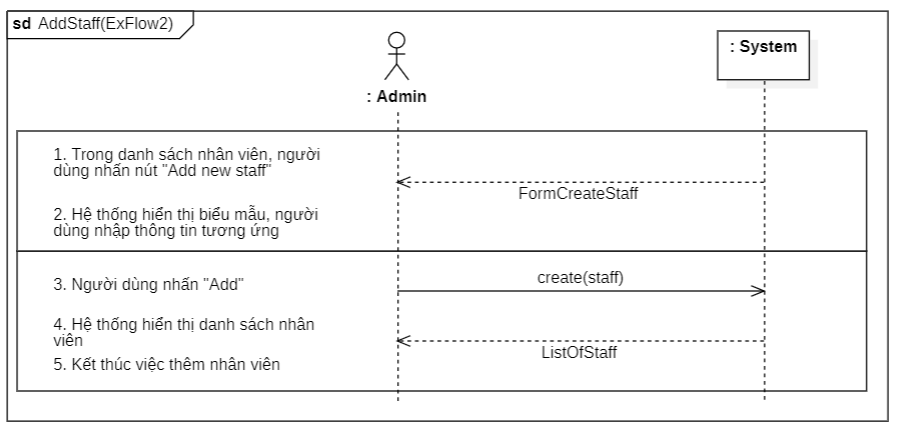 sd AddStaff(ExFlow2)
: Admin
: System
1. Trong danh sách nhân viên, người
dùng nhấn nút "Add new staff"
FormCreateStaff
2. Hệ thống hiển thị biểu mẫu, người
dùng nhập thông tin tương ứng
3. Người dùng nhấn "Add"
create(staff)
4. Hệ thống hiển thị danh sách nhân
viên
ListOfStaff
5. Kết thúc việc thêm nhân viên